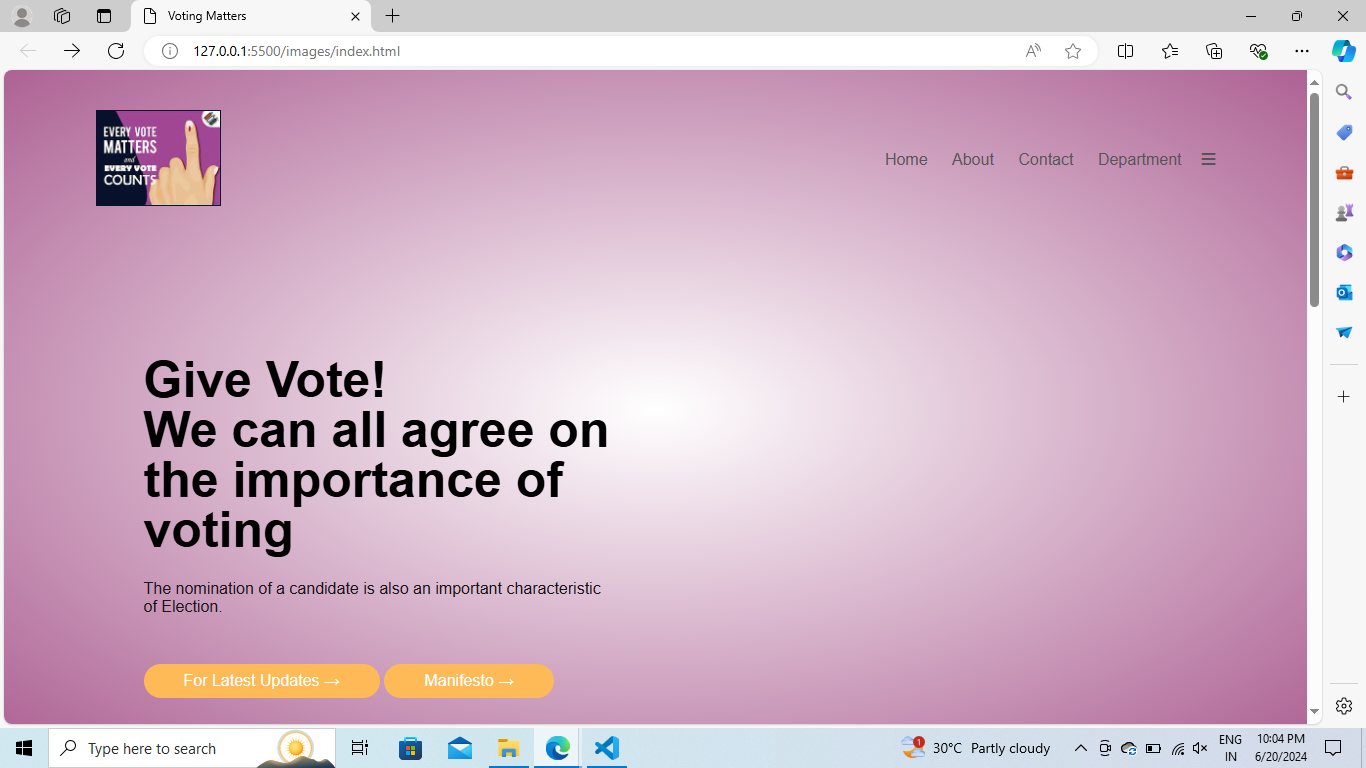 Voting Matters
127.0.0.1:5500/images/index.html
EVERY VOTE
MATTERS
and
EVERY VOTE
COUNTS
Home About Contact Department
Give Vote!
We can all agree on
the importance of
voting
The nomination of a candidate is also an important characteristic
of Election.
For Latest Updates → Manifesto →
Type here to search
1
30°C Partly cloudy
ENG
IN
10:04 PM
6/20/2024